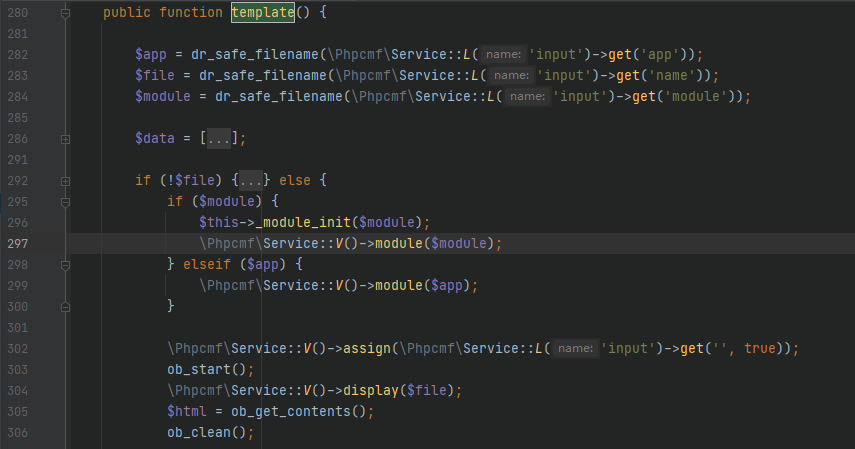 280 public function template() {
281
282 $app = dr_safe_filename(\Phpcmf\Service::L( name: 'input')->get('app'));
283 $file = dr_safe_filename(\Phpcmf\Service::L( name: 'input')->get('name'));
284 $module = dr_safe_filename(\Phpcmf\Service::L( name: 'input')->get('module'));
285
286 $data = [...];
291
292 if (!$file) {...} else {
295 if ($module) {
296 $this->_module_init($module);
297 \Phpcmf\Service::V()->module($module);
298 } elseif ($app) {
299 \Phpcmf\Service::V()->module($app);
300 }
301
302 \Phpcmf\Service::V()->assign(\Phpcmf\Service::L( name: 'input')->get('', true));
303 ob_start();
304 \Phpcmf\Service::V()->display($file);
305 $html = ob_get_contents();
306 ob_clean();